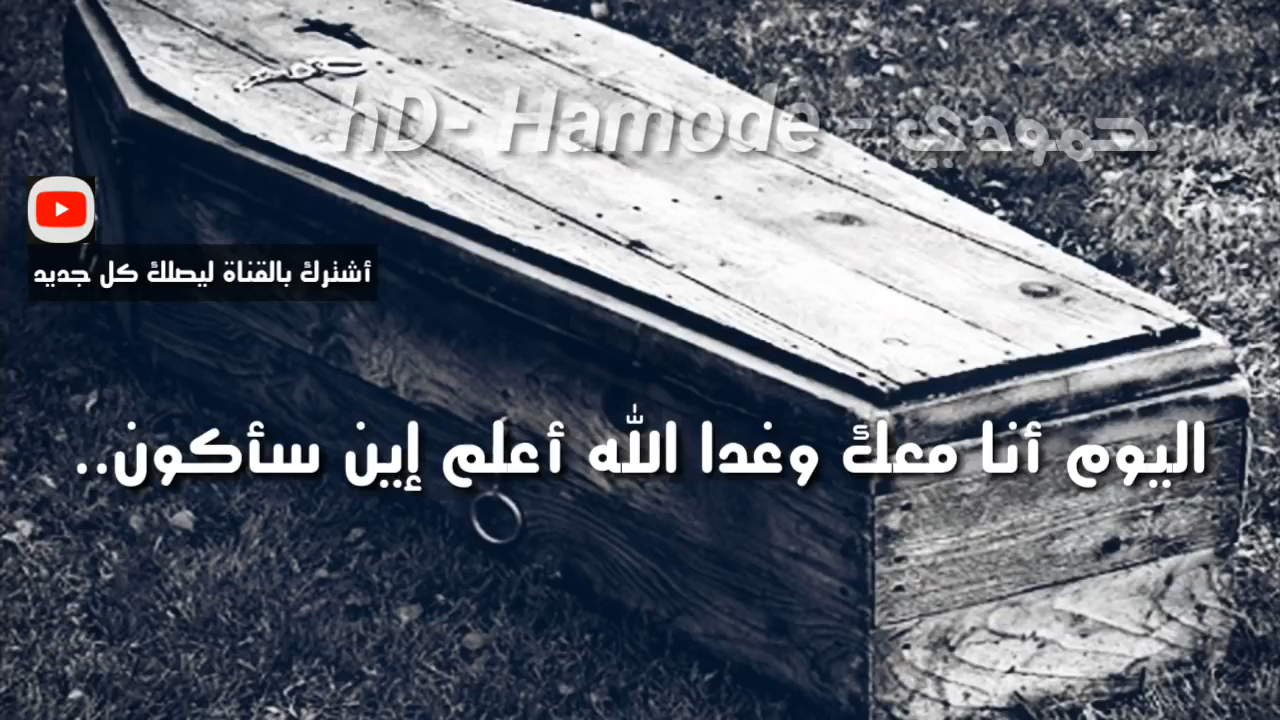 hD- Hamode - حمودي
أشترك بالقناة ليصلك كل جديد
اليوم أنا معك وغدا الله أعلم إين سأكون..